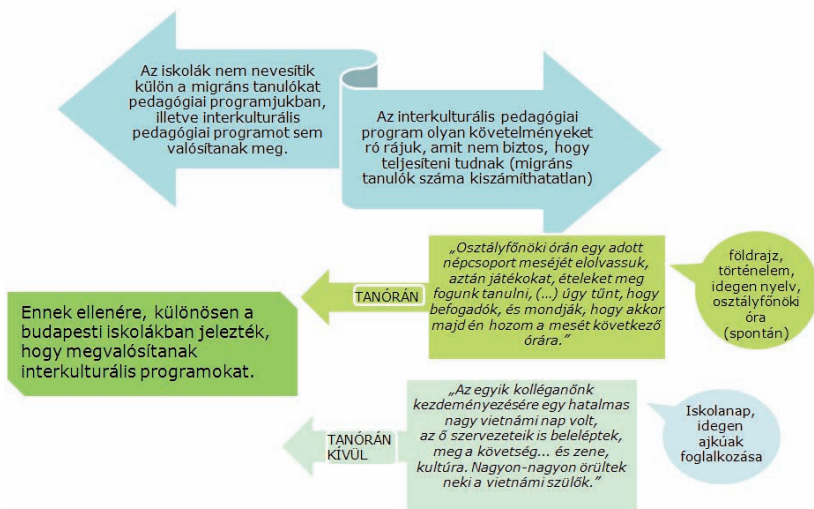 Az iskolák nem nevesítik
külön a migráns tanulókat
pedagógiai programjukban,
illetve interkulturális
pedagógiai programot sem
valósítanak meg.
Az interkulturális pedagógiai
program olyan követelményeket
ró rájuk, amit nem biztos, hogy
teljesíteni tudnak (migráns
tanulók száma kiszámíthatatlan)
Ennek ellenére, különösen a
budapesti iskolákban jelezték,
hogy megvalósítanak
interkulturális programokat.
TANÓRÁN
„Osztályfőnöki órán egy adott
népcsoport meséjét elolvassuk,
aztán játékokat, ételeket meg
fogunk tanulni, (...) úgy tűnt, hogy
befogadók, és mondják, hogy akkor
majd én hozom a mesét következő
órára.”
földrajz,
történelem,
idegen nyelv,
osztályfőnöki
óra
(spontán)
TANÓRÁN
KÍVÜL
„Az egyik kolléganőnk
kezdeményezésére egy hatalmas
nagy vietnámi nap volt,
az ő szervezeteik is beleléptek,
meg a követség... és zene,
kultúra. Nagyon-nagyon örültek
neki a vietnámi szülők.”
Iskolanap,
idegen
ajkúak
foglalkozása